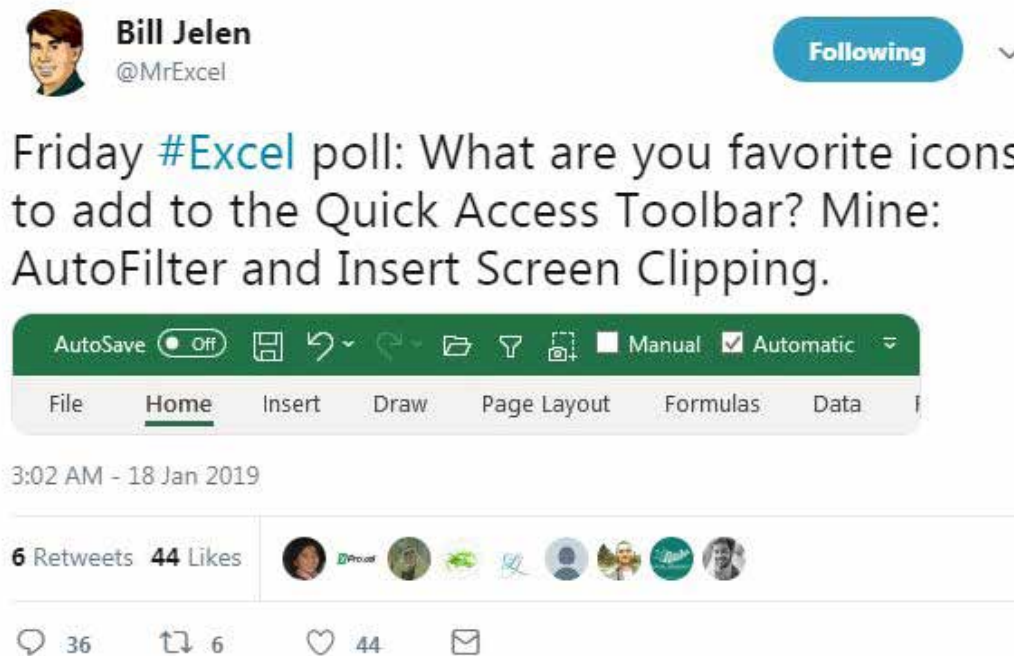 Bill Jelen
@MrExcel
Following
Friday #Excel poll: What are you favorite icons
to add to the Quick Access Toolbar? Mine:
AutoFilter and Insert Screen Clipping.
AutoSave Off Manual Automatic
File Home Insert Draw Page Layout Formulas Data
3:02 AM - 18 Jan 2019
6 Retweets 44 Likes
36 6 44